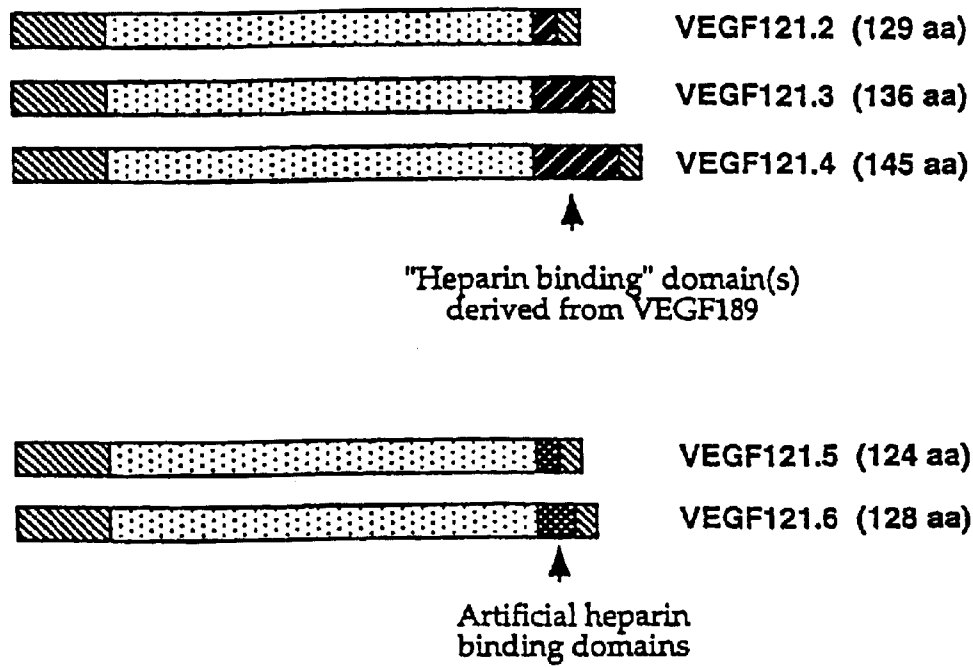 VEGF121.2 (129 aa)
VEGF121.3 (136 aa)
VEGF121.4 (145 aa)
"Heparin binding" domain(s)
derived from VEGF189
VEGF121.5 (124 aa)
VEGF121.6 (128 aa)
Artificial heparin
binding domains